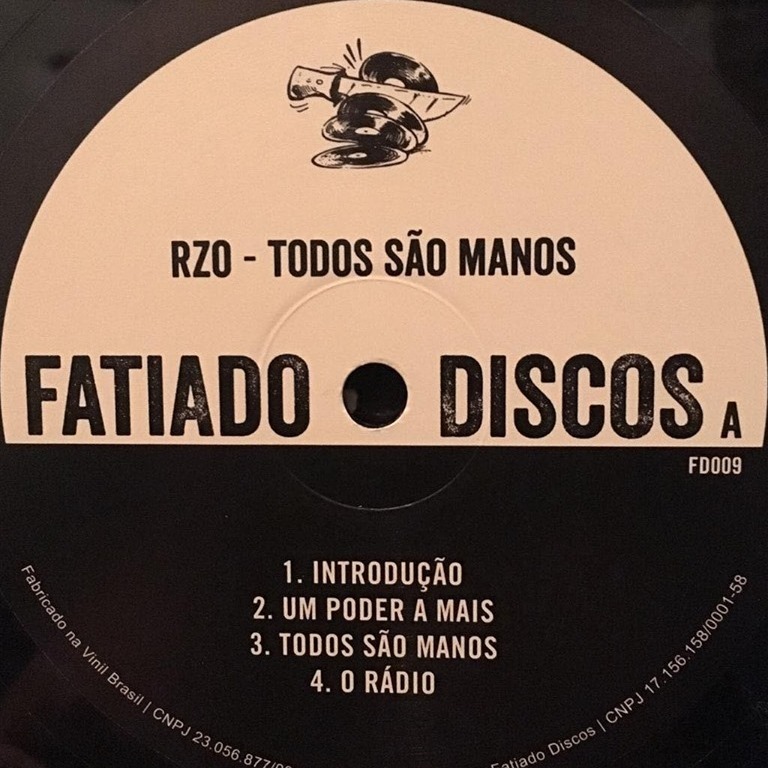 RZO - TODOS SÃO MANOS
FATIADO DISCOS A
FD009
1. INTRODUÇÃO
2. UM PODER A MAIS
3. TODOS SÃO MANOS
4. O RÁDIO
Fabricado na Vinil Brasil | CNPJ 23.056.877/
Fatiado Discos | CNPJ 17.156.158/0001-58